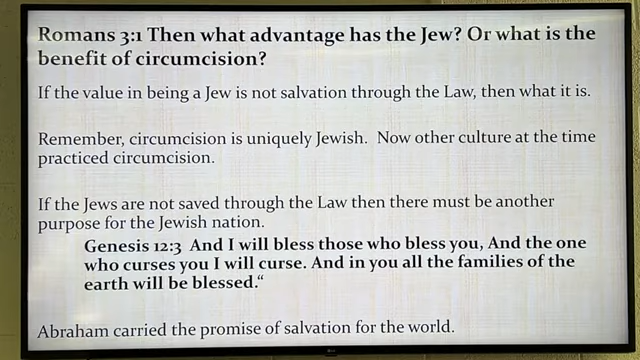 Romans 3:1 Then what advantage has the Jew? Or what is the
benefit of circumcision?
If the value in being a Jew is not salvation through the Law, then what it is.
Remember, circumcision is uniquely Jewish. Now other culture at the time
practiced circumcision.
If the Jews are not saved through the Law then there must be another
purpose for the Jewish nation.
Genesis 12:3 And I will bless those who bless you, And the one
who curses you I will curse. And in you all the families of the
earth will be blessed.“
Abraham carried the promise of salvation for the world.